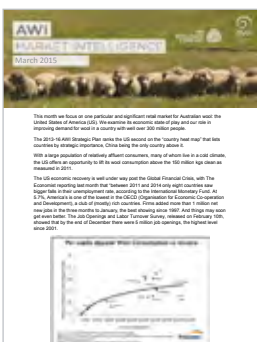 AWI
MARKET INTELLIGENCE
March 2015
This month we focus on one particular and significant retail market for Australian wool: the
United States of America (US). We examine its economic state of play and our role in
improving demand for wool in a country with well over 300 million people.
The 2013-16 AWI Strategic Plan ranks the US second on the "country heat map" that lists
countries by strategic importance, China being the only country above it.
With a large population of relatively affluent consumers, many of whom live in a cold climate,
the US offers an opportunity to lift its wool consumption above the 150 million kgs clean as
measured in 2011.
The US economic recovery is well under way post the Global Financial Crisis, with The
Economist reporting last month that "between 2011 and 2014 only eight countries saw
bigger falls in their unemployment rate, according to the International Monetary Fund. At
5.7%, America's is one of the lowest in the OECD (Organisation for Economic Co-operation
and Development), a club of (mostly) rich countries. Firms added more than 1 million net
new jobs in the three months to January, the best showing since 1997. And things may soon
get even better. The Job Openings and Labor Turnover Survey, released on February 10th,
showed that by the end of December there were 5 million job openings, the highest level
since 2001.
Per capita Apparel Fibre Consumption vs Income